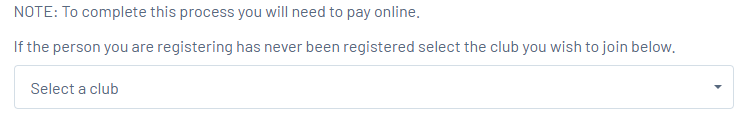 NOTE: To complete this process you will need to pay online.
If the person you are registering has never been registered select the club you wish to join below.
Select a club